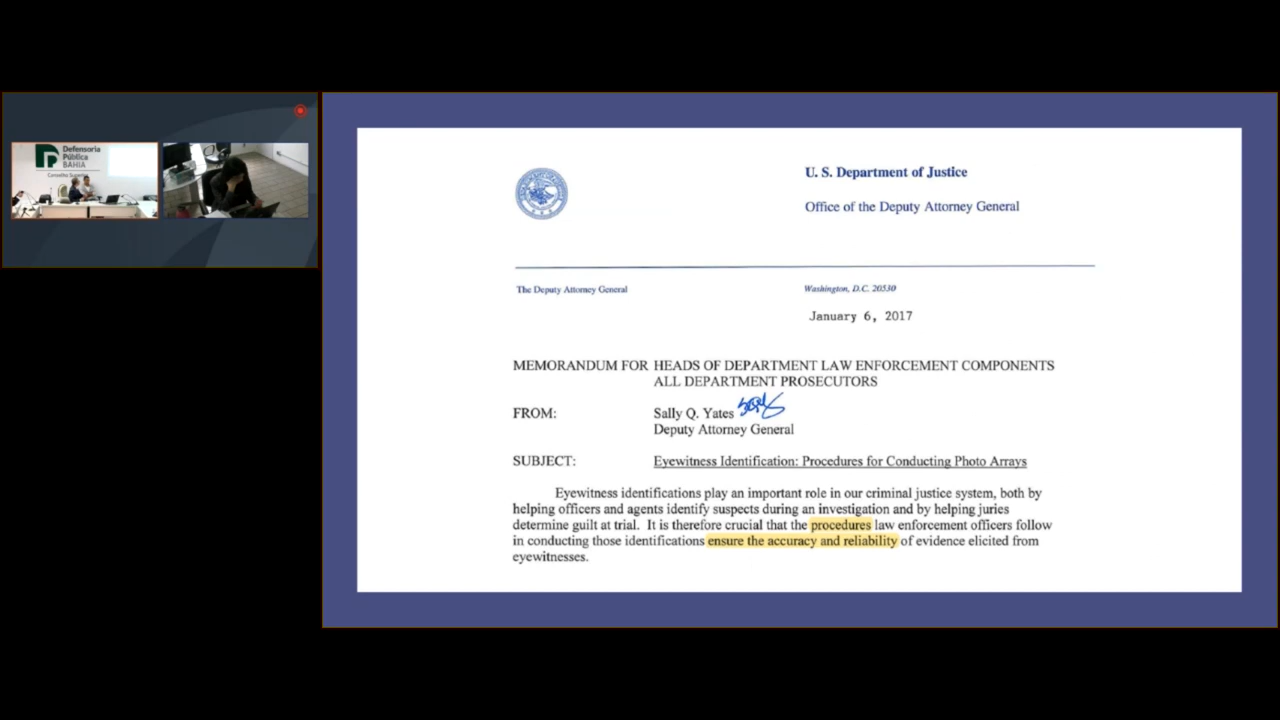 Defensoria
Pública
BAHIA
Conselho Superior
U. S. Department of Justice
Office of the Deputy Attorney General
The Deputy Attorney General
Washington, D.C. 20530
January 6, 2017
MEMORANDUM FOR HEADS OF DEPARTMENT LAW ENFORCEMENT COMPONENTS
ALL DEPARTMENT PROSECUTORS
FROM: Sally Q. Yates
Deputy Attorney General
SUBJECT: Eyewitness Identification: Procedures for Conducting Photo Arrays
Eyewitness identifications play an important role in our criminal justice system, both by
helping officers and agents identify suspects during an investigation and by helping juries
determine guilt at trial. It is therefore crucial that the procedures law enforcement officers follow
in conducting those identifications ensure the accuracy and reliability of evidence elicited from
eyewitnesses.